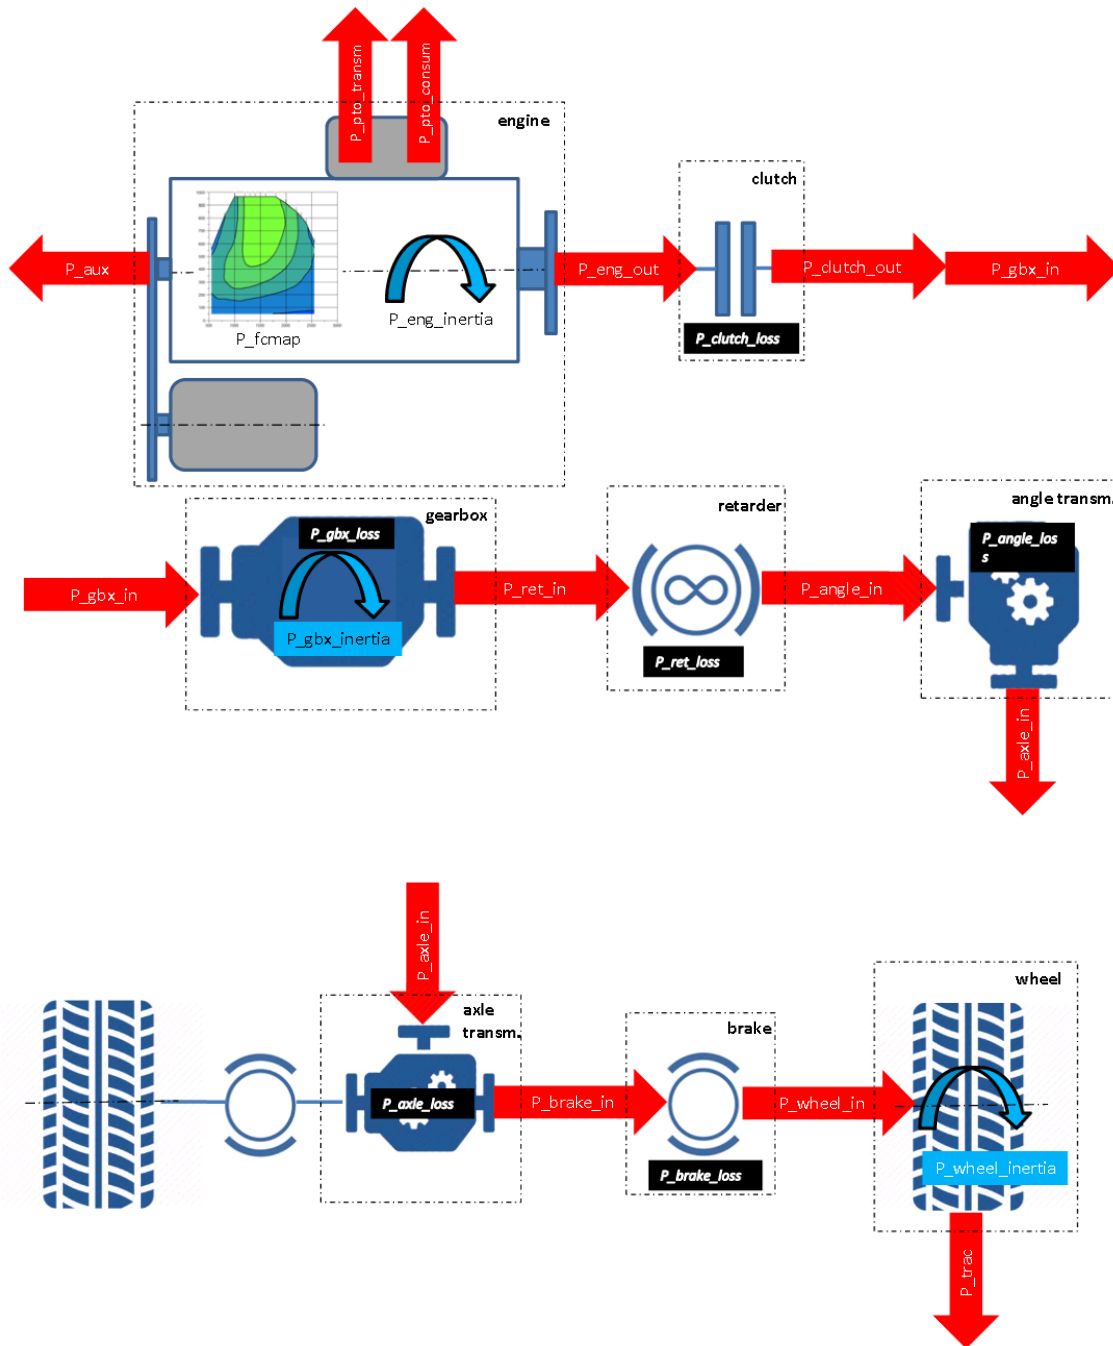 P_pto_transm
P_pto_consum
engine
clutch
P_aux
P_eng_out
P_clutch_out
P_gbx_in
P_eng_inertia
P_fcmap
P_clutch_loss
gearbox
retarder
angle transm.
P_gbx_loss
P_angle_los
s
P_gbx_in
P_ret_in
P_angle_in
P_gbx_inertia
P_ret_loss
P_axle_in
P_axle_in
wheel
axle
transm.
brake
P_axle_loss
P_brake_in
P_wheel_in
P_brake_loss
P_wheel_inertia
P_trac